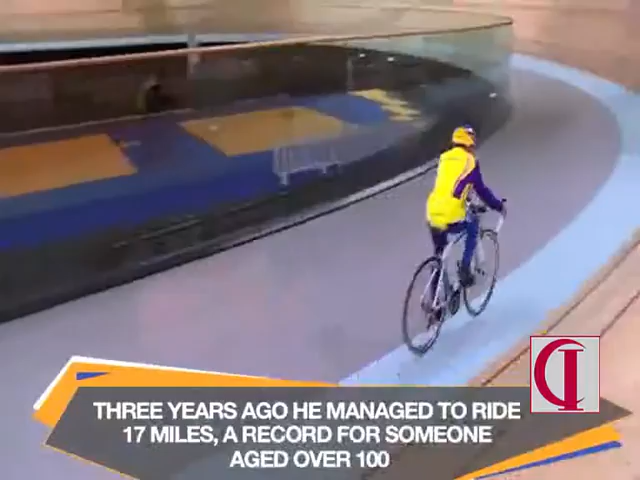 THREE YEARS AGO HE MANAGED TO RIDE
17 MILES, A RECORD FOR SOMEONE
AGED OVER 100